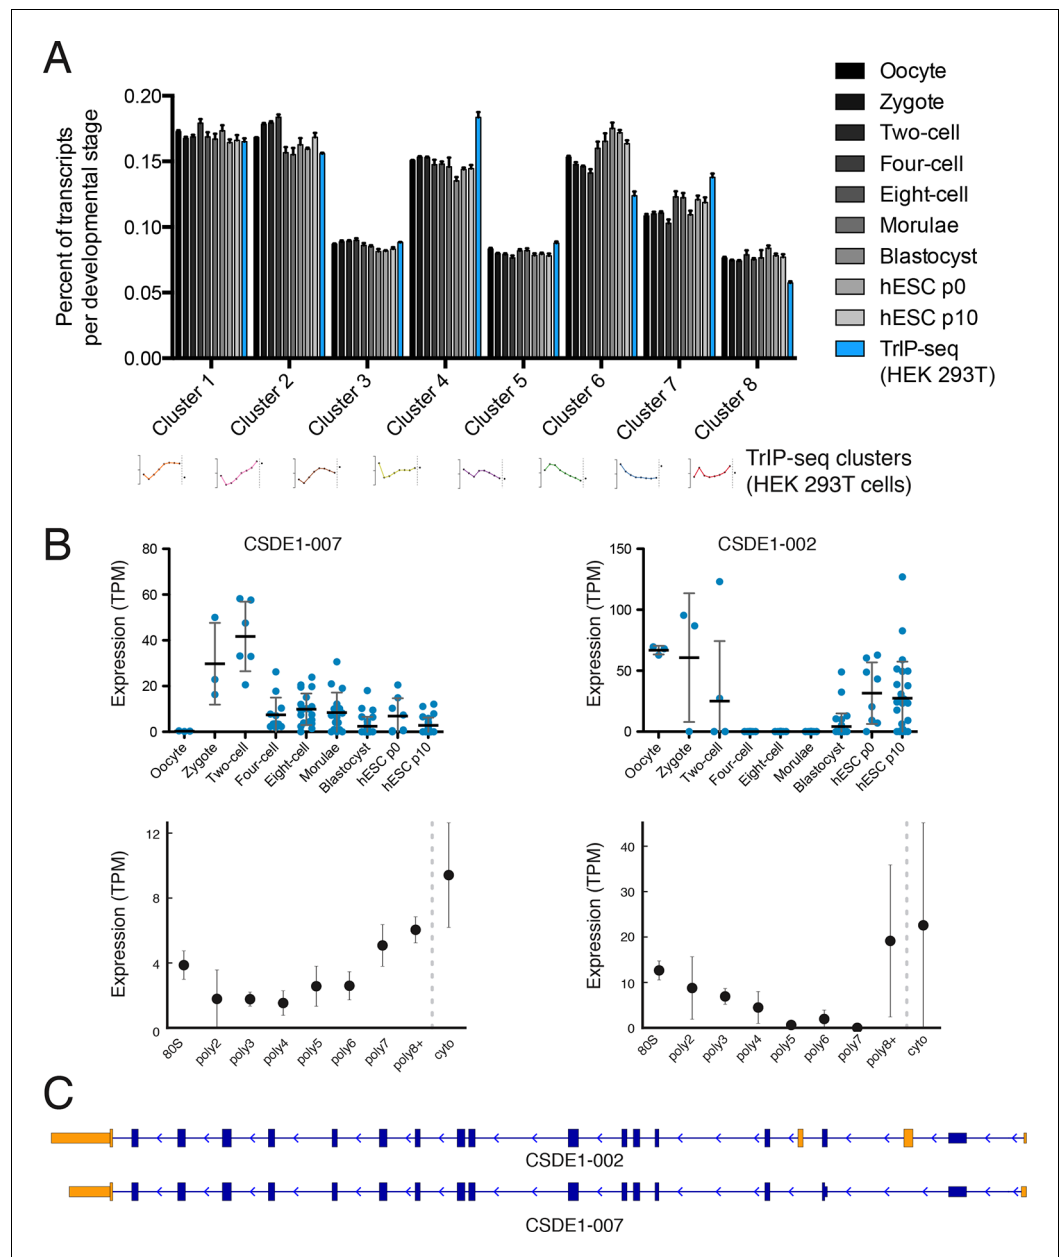 A
Percent of transcripts
per developmental stage
0.20
0.15
0.10
0.05
0.00
Cluster 1
Cluster 2
Cluster 3
Cluster 4
Cluster 5
Cluster 6
Cluster 7
Cluster 8
Oocyte
Zygote
Two-cell
Four-cell
Eight-cell
Morulae
Blastocyst
hESC p0
hESC p10
TrIP-seq
(HEK 293T)
TrIP-seq clusters
(HEK 293T cells)
B
CSDE1-007
Expression (TPM)
80
60
40
20
0
Oocyte
Zygote
Two-cell
Four-cell
Eight-cell
Morulae
Blastocyst
hESC p0
hESC p10
CSDE1-002
Expression (TPM)
150
100
50
0
Oocyte
Zygote
Two-cell
Four-cell
Eight-cell
Morulae
Blastocyst
hESC p0
hESC p10
Expression (TPM)
12
8
4
0
80S
poly2
poly3
poly4
poly5
poly6
poly7
poly8+
cyto
Expression (TPM)
40
30
20
10
0
80S
poly2
poly3
poly4
poly5
poly6
poly7
poly8+
cyto
C
CSDE1-002
CSDE1-007